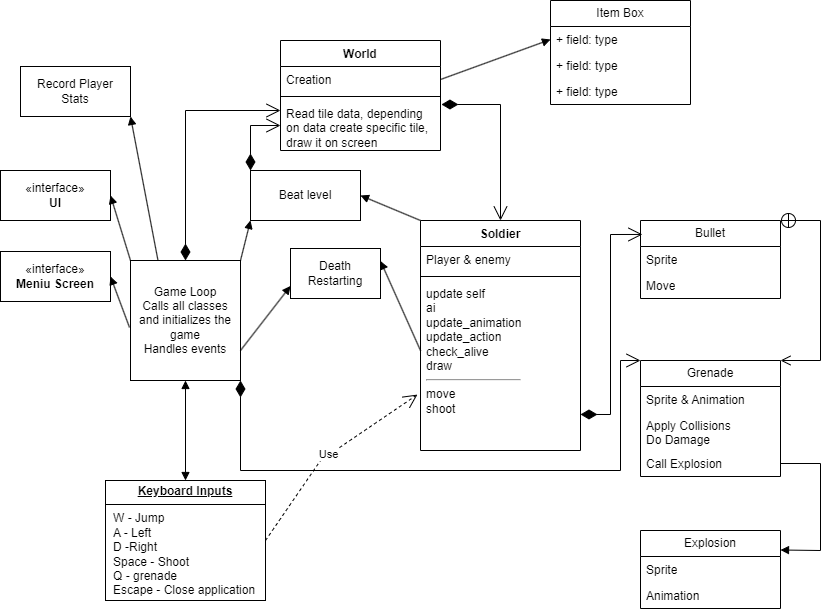 Item Box
+ field: type
+ field: type
+ field: type
World
Creation
Read tile data, depending
on data create specific tile,
draw it on screen
Record Player
Stats
«interface»
UI
Beat level
«interface»
Meniu Screen
Game Loop
Calls all classes
and initializes the
game
Handles events
Death
Restarting
Soldier
Player & enemy
update self
ai
update_animation
update_action
check_alive
draw
move
shoot
Bullet
Sprite
Move
Grenade
Sprite & Animation
Apply Collisions
Do Damage
Call Explosion
Use
Keyboard Inputs
W - Jump
A - Left
D -Right
Space - Shoot
Q - grenade
Escape - Close application
Explosion
Sprite
Animation